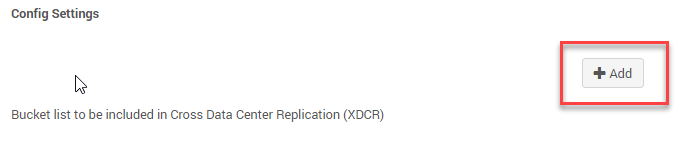 Config Settings
Add
Bucket list to be included in Cross Data Center Replication (XDCR)